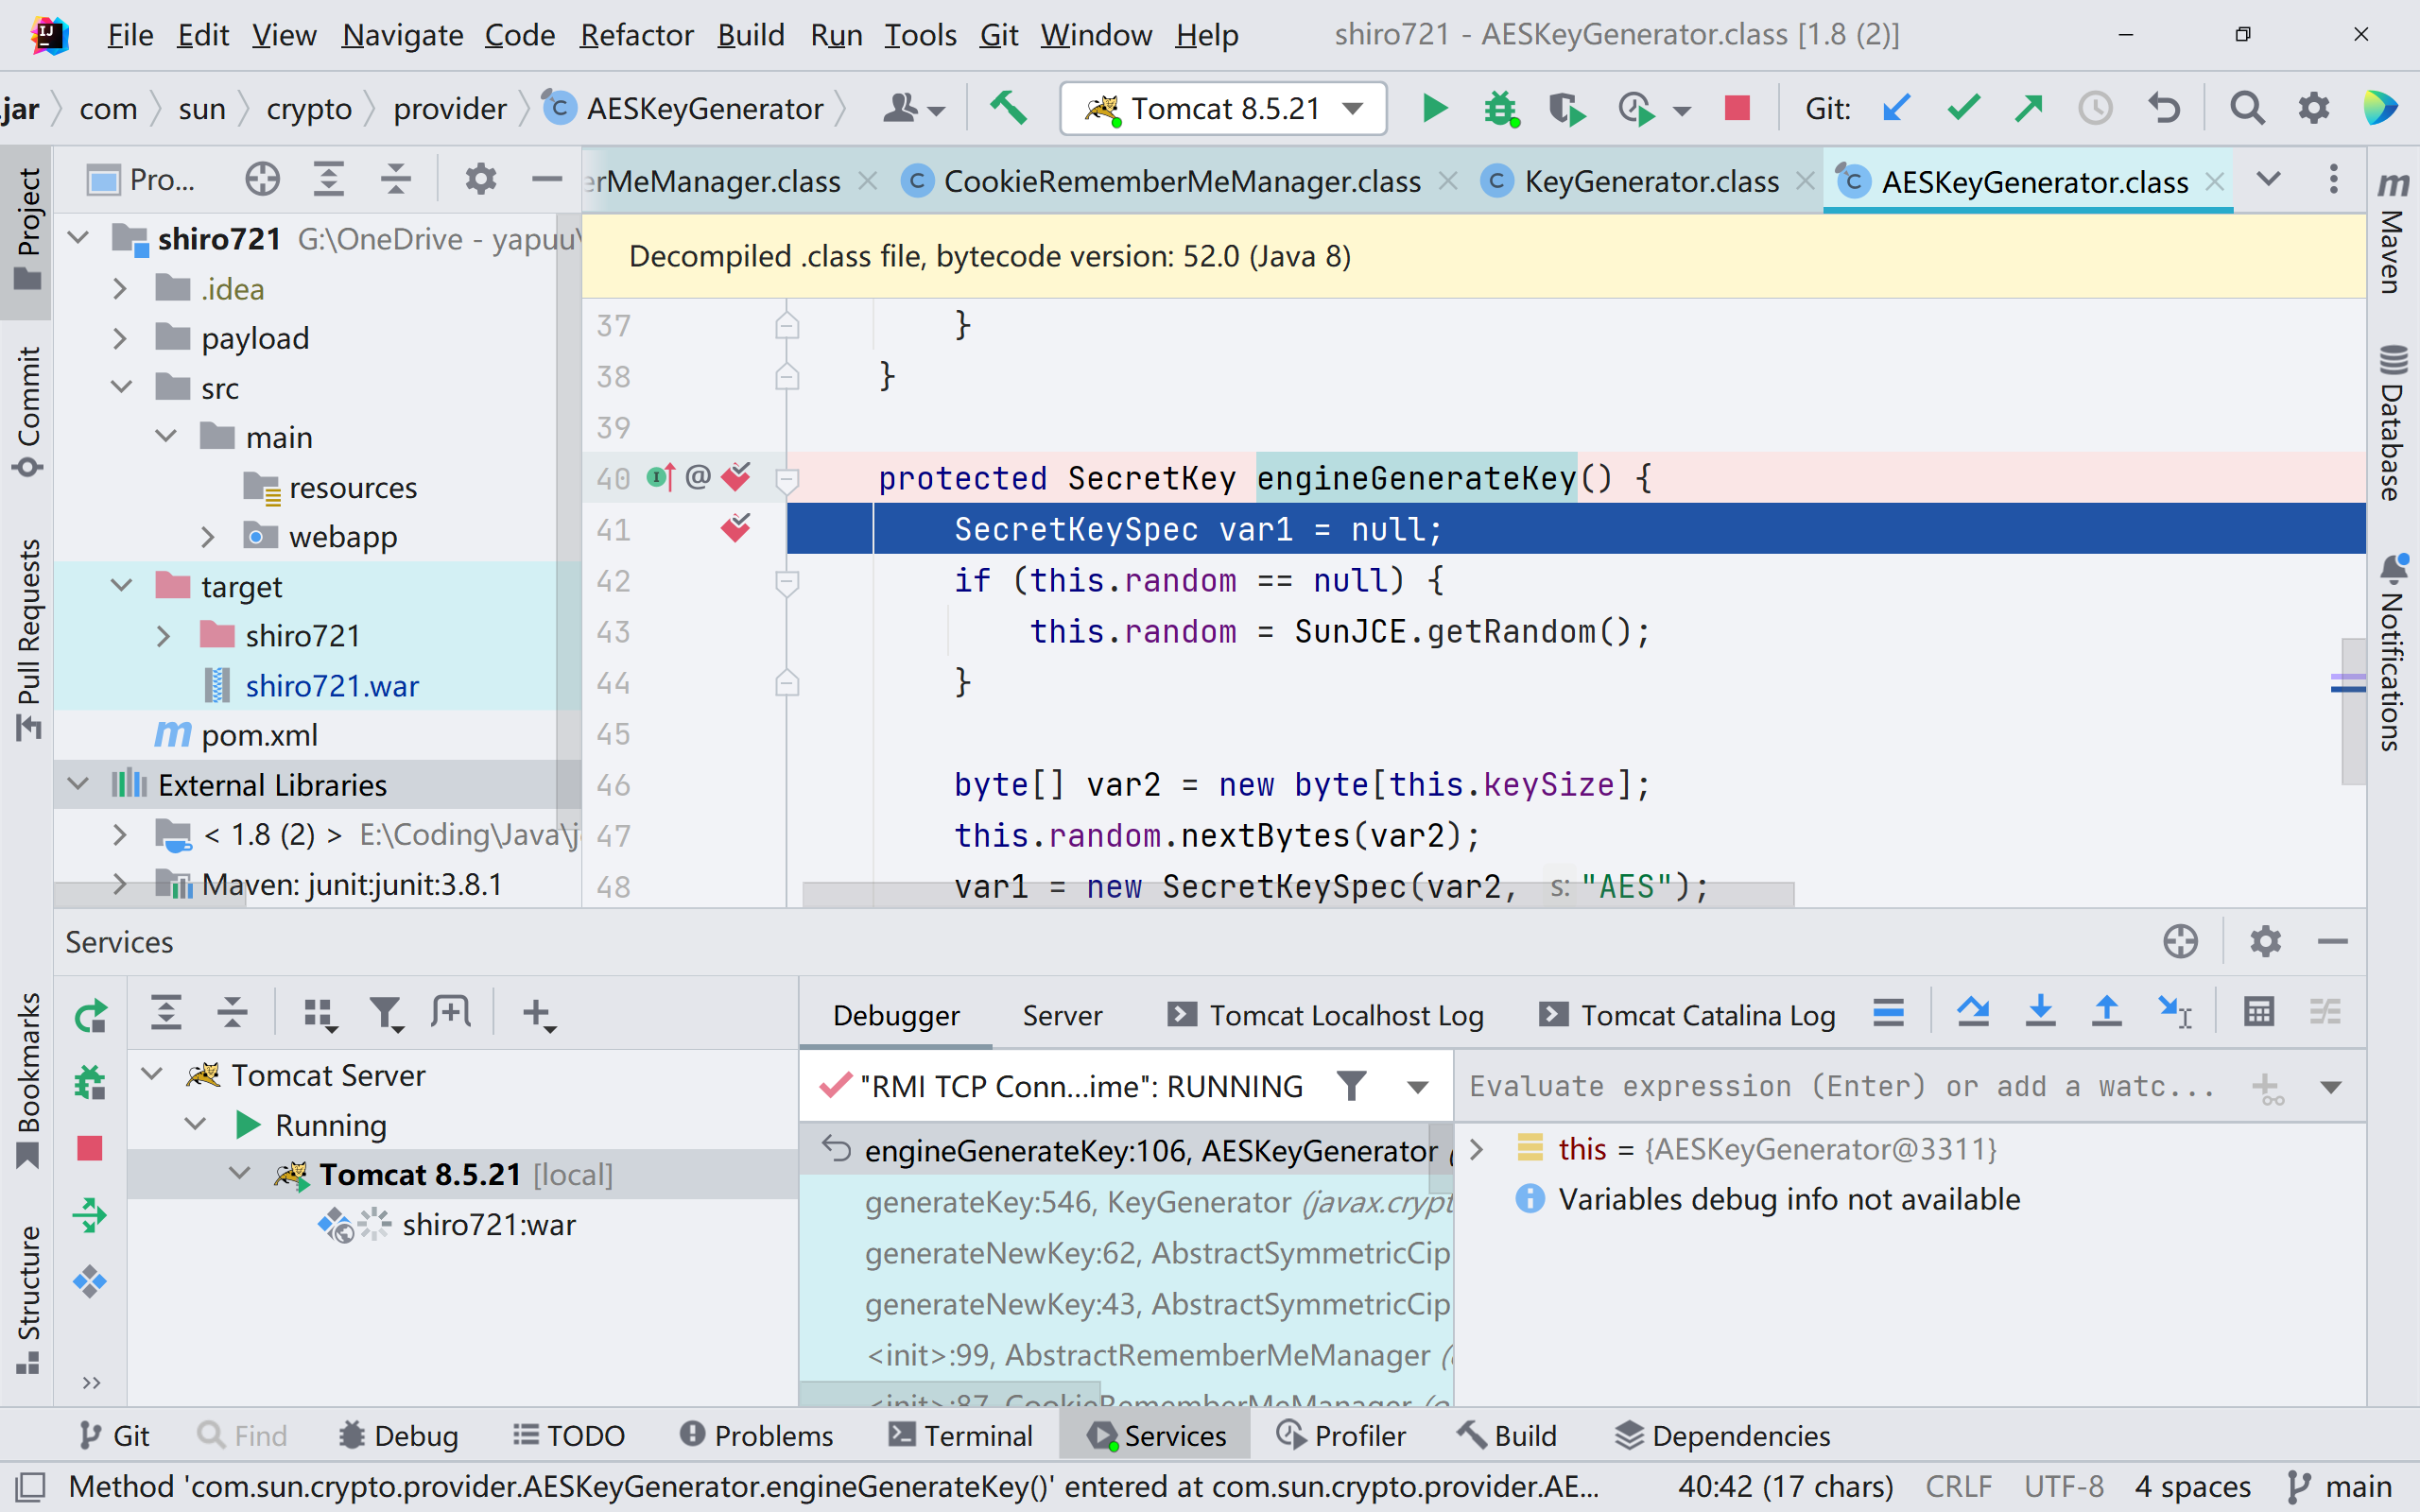 File Edit View Navigate Code Refactor Build Run Tools Git Window Help shiro721 - AESKeyGenerator.class [1.8 (2)]
.jar com sun crypto provider AESKeyGenerator Tomcat 8.5.21 Git:
Pro... erMeManager.class CookieRememberMeManager.class KeyGenerator.class AESKeyGenerator.class
Project
Commit
Pull Requests
Bookmarks
Structure
shiro721 G:\OneDrive - yapuu\
.idea
payload
src
main
resources
webapp
target
shiro721
shiro721.war
pom.xml
External Libraries
< 1.8 (2) > E:\Coding\Java\j
Maven: junit:junit:3.8.1
Decompiled .class file, bytecode version: 52.0 (Java 8)
37 }
38 }
39
40 @ protected SecretKey engineGenerateKey() {
41 SecretKeySpec var1 = null;
42 if (this.random == null) {
43 this.random = SunJCE.getRandom();
44 }
45
46 byte[] var2 = new byte[this.keySize];
47 this.random.nextBytes(var2);
48 var1 = new SecretKeySpec(var2, s: "AES");
Maven
Database
Notifications
Services
Debugger Server Tomcat Localhost Log Tomcat Catalina Log
Tomcat Server
Running
Tomcat 8.5.21 [local]
shiro721:war
"RMI TCP Conn...ime": RUNNING
engineGenerateKey:106, AESKeyGenerator (
generateKey:546, KeyGenerator (javax.crypt
generateNewKey:62, AbstractSymmetricCip
generateNewKey:43, AbstractSymmetricCip
<init>:99, AbstractRememberMeManager (
<init>:87, CookieRememberMeManager (o
Evaluate expression (Enter) or add a watc...
this = {AESKeyGenerator@3311}
Variables debug info not available
Git Find Debug TODO Problems Terminal Services Profiler Build Dependencies
Method 'com.sun.crypto.provider.AESKeyGenerator.engineGenerateKey()' entered at com.sun.crypto.provider.AE... 40:42 (17 chars) CRLF UTF-8 4 spaces main